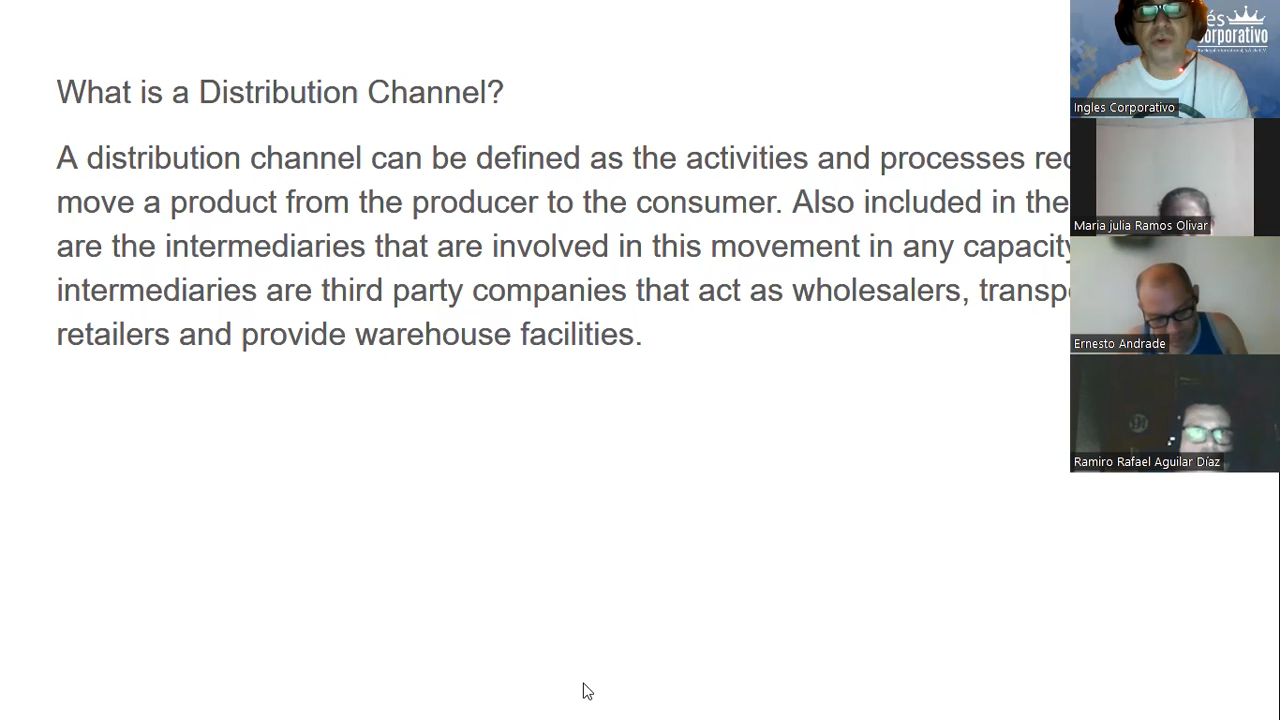 What is a Distribution Channel?
A distribution channel can be defined as the activities and processes
move a product from the producer to the consumer. Also included in the
are the intermediaries that are involved in this movement in any capacity
intermediaries are third party companies that act as wholesalers,
retailers and provide warehouse facilities.
Corporativo
Ingles Corporativo
Maria julia Ramos Olivar
Ernesto Andrade
Ramiro Rafael Aguilar Díaz